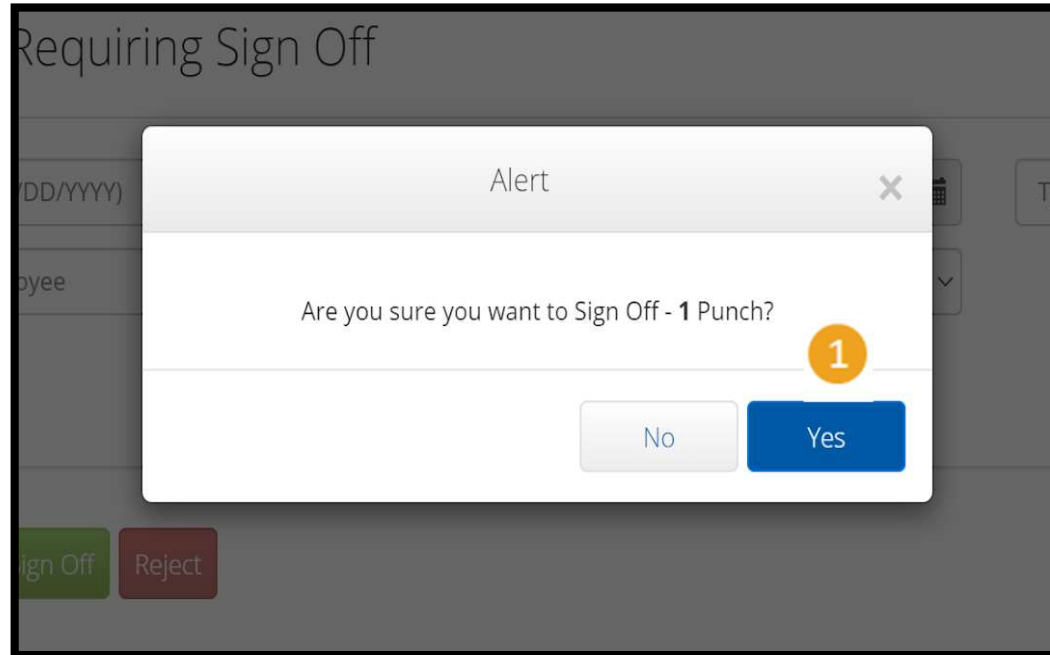 Requiring Sign Off
Alert
×
/DD/YYYY)
T
oyee
Are you sure you want to Sign Off - 1 Punch?
1
No
Yes
ign Off
Reject